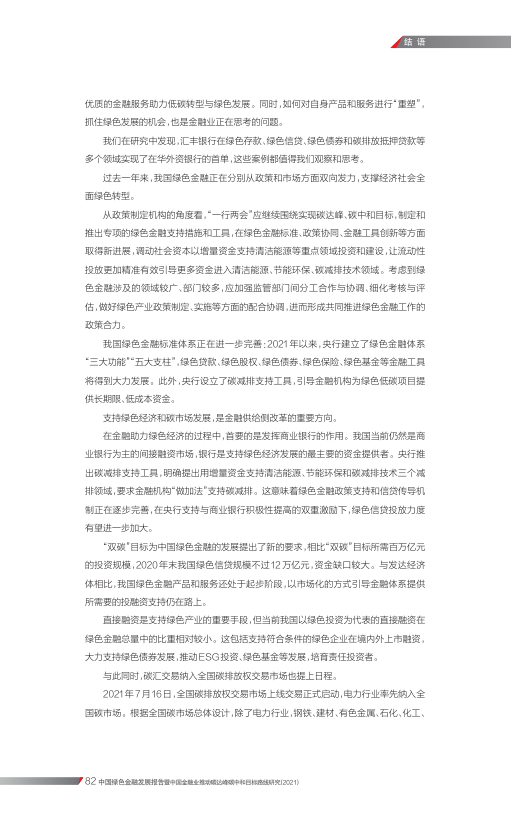 结 语
优质的金融服务助力低碳转型与绿色发展。同时，如何对自身产品和服务进行“重塑”，
抓住绿色发展的机会，也是金融业正在思考的问题。
我们在研究中发现，汇丰银行在绿色存款、绿色信贷、绿色债券和碳排放抵押贷款等
多个领域实现了在华外资银行的首单，这些案例都值得我们观察和思考。
过去一年来，我国绿色金融正在分别从政策和市场方面双向发力，支撑经济社会全
面绿色转型。
从政策制定机构的角度看，“一行两会”应继续围绕实现碳达峰、碳中和目标，制定和
推出专项的绿色金融支持措施和工具，在绿色金融标准、政策协同、金融工具创新等方面
取得新进展，调动社会资本以增量资金支持清洁能源等重点领域投资和建设，让流动性
投放更加精准有效引导更多资金进入清洁能源、节能环保、碳减排技术领域。考虑到绿
色金融涉及的领域较广、部门较多，应加强监管部门间分工合作与协调、细化考核与评
估，做好绿色产业政策制定、实施等方面的配合协调，进而形成共同推进绿色金融工作的
政策合力。
我国绿色金融标准体系正在进一步完善：2021年以来，央行建立了绿色金融体系
“三大功能”“五大支柱”，绿色贷款、绿色股权、绿色债券、绿色保险、绿色基金等金融工具
将得到大力发展。此外，央行设立了碳减排支持工具，引导金融机构为绿色低碳项目提
供长期限、低成本资金。
支持绿色经济和碳市场发展，是金融供给侧改革的重要方向。
在金融助力绿色经济的过程中，首要的是发挥商业银行的作用。我国当前仍然是商
业银行为主的间接融资市场，银行是支持绿色经济发展的最主要的资金提供者。央行推
出碳减排支持工具，明确提出用增量资金支持清洁能源、节能环保和碳减排技术三个减
排领域，要求金融机构“做加法”支持碳减排。这意味着绿色金融政策支持和信贷传导机
制正在逐步完善，在央行支持与商业银行积极性提高的双重激励下，绿色信贷投放力度
有望进一步加大。
“双碳”目标为中国绿色金融的发展提出了新的要求，相比“双碳”目标所需百万亿元
的投资规模，2020年末我国绿色信贷规模不过12万亿元，资金缺口较大。与发达经济
体相比，我国绿色金融产品和服务还处于起步阶段，以市场化的方式引导金融体系提供
所需要的投融资支持仍在路上。
直接融资是支持绿色产业的重要手段，但当前我国以绿色投资为代表的直接融资在
绿色金融总量中的比重相对较小。这包括支持符合条件的绿色企业在境内外上市融资，
大力支持绿色债券发展，推动ESG投资、绿色基金等发展，培育责任投资者。
与此同时，碳汇交易纳入全国碳排放权交易市场也提上日程。
2021年7月16日，全国碳排放权交易市场上线交易正式启动，电力行业率先纳入全
国碳市场。根据全国碳市场总体设计，除了电力行业，钢铁、建材、有色金属、石化、化工、
82 中国绿色金融发展报告暨中国金融业推动碳达峰碳中和目标路线研究(2021)